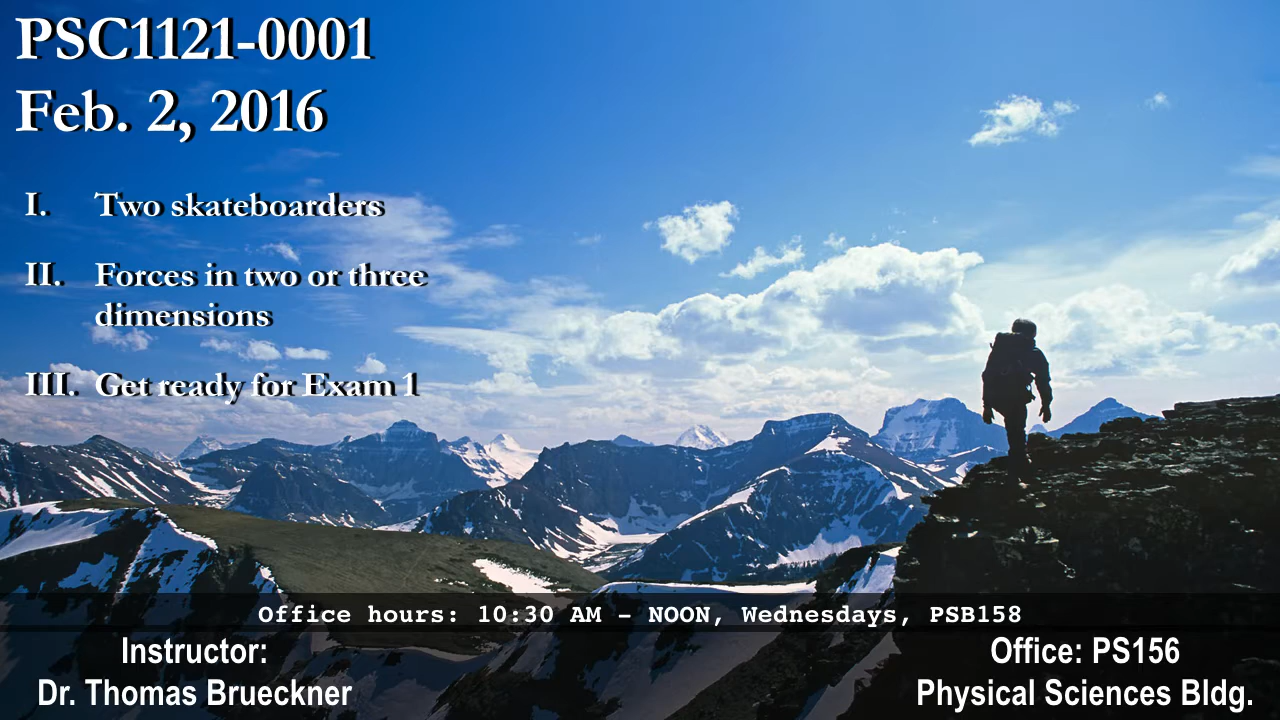 PSC1121-0001
Feb. 2, 2016
I. Two skateboarders
II. Forces in two or three
dimensions
III. Get ready for Exam 1
Office hours: 10:30 AM – NOON, Wednesdays, PSB158
Instructor:
Dr. Thomas Brueckner
Office: PS156
Physical Sciences Bldg.